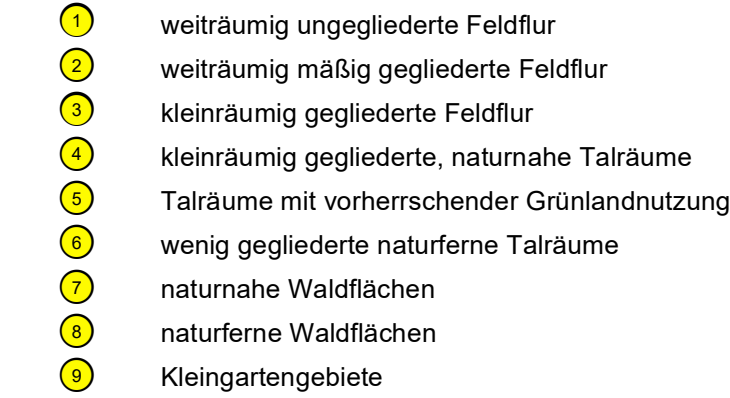 1 weiträumig ungegliederte Feldflur
2 weiträumig mäßig gegliederte Feldflur
3 kleinräumig gegliederte Feldflur
4 kleinräumig gegliederte, naturnahe Talräume
5 Talräume mit vorherrschender Grünlandnutzung
6 wenig gegliederte naturferne Talräume
7 naturnahe Waldflächen
8 naturferne Waldflächen
9 Kleingartengebiete